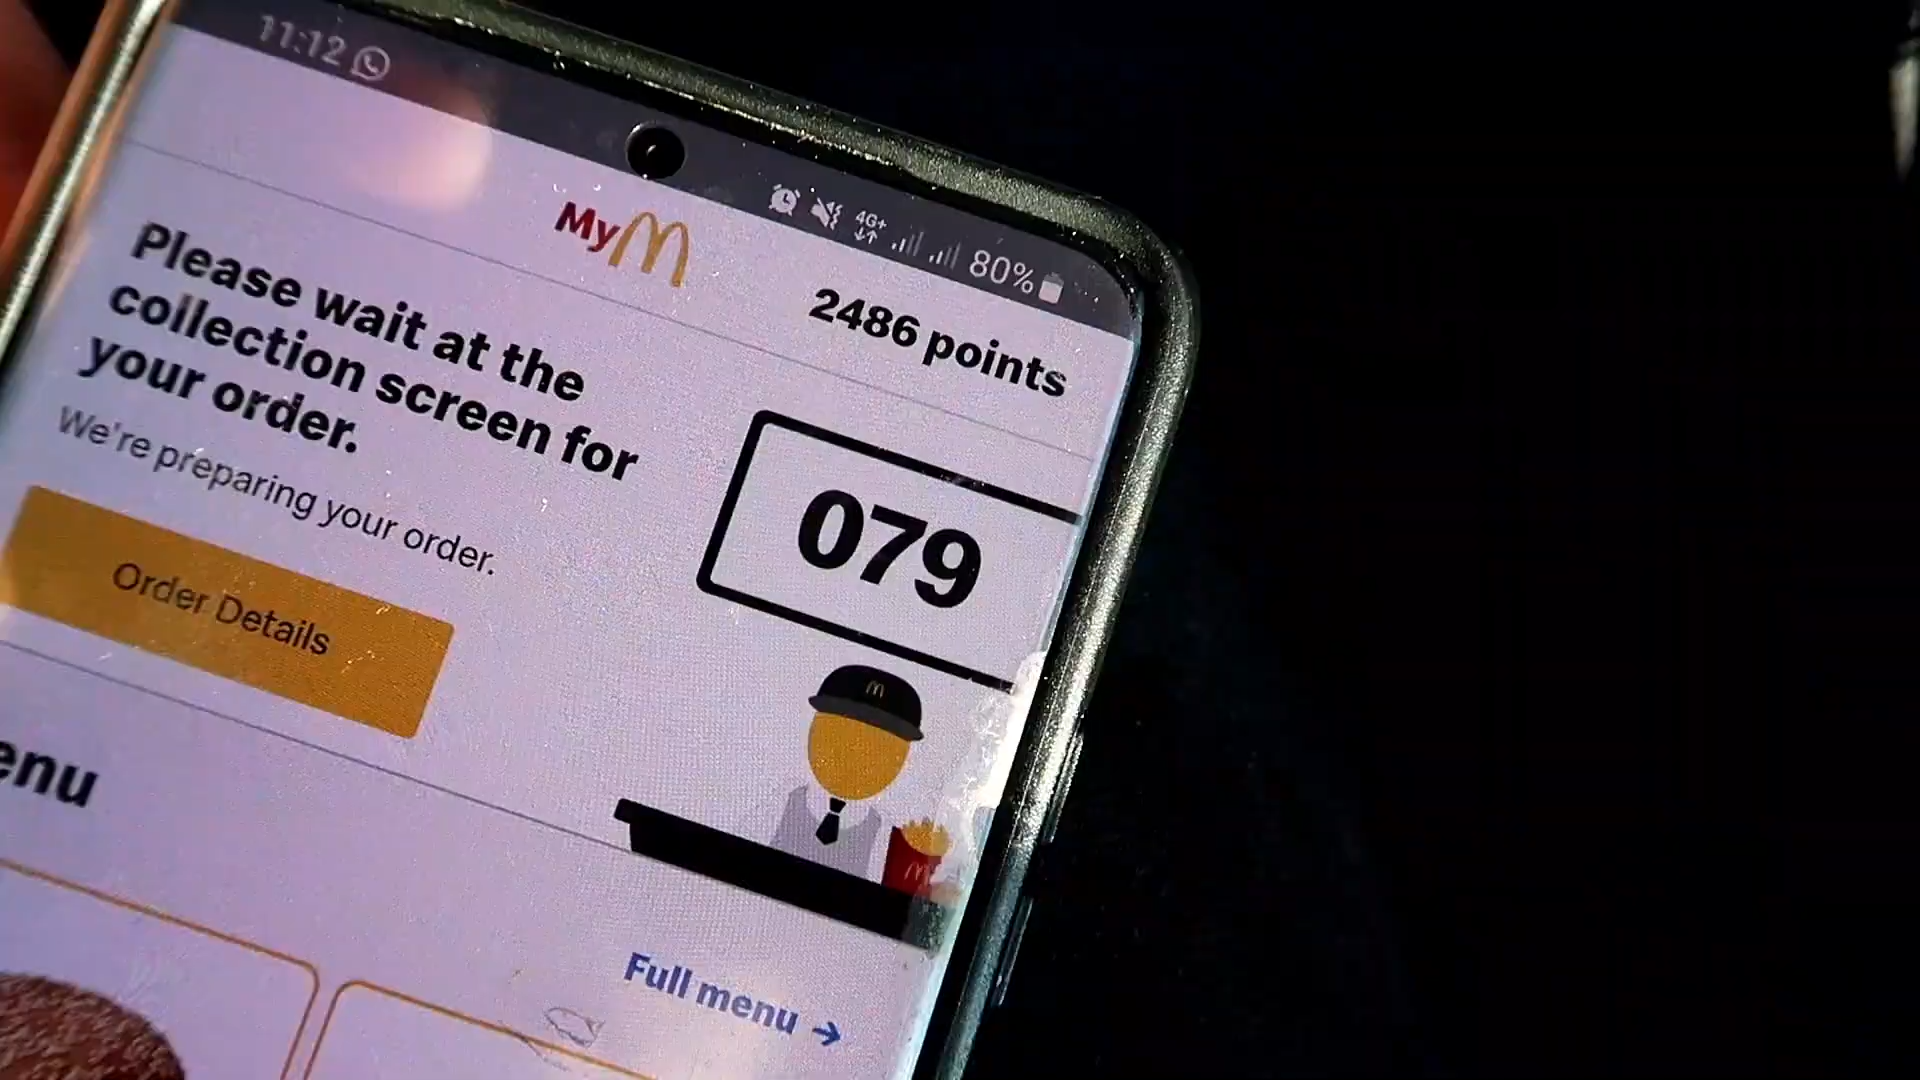 11:12
4G+
80%
My
2486 points
Please wait at the
collection screen for
your order.
We're preparing your order.
079
Order Details
enu
Full menu →